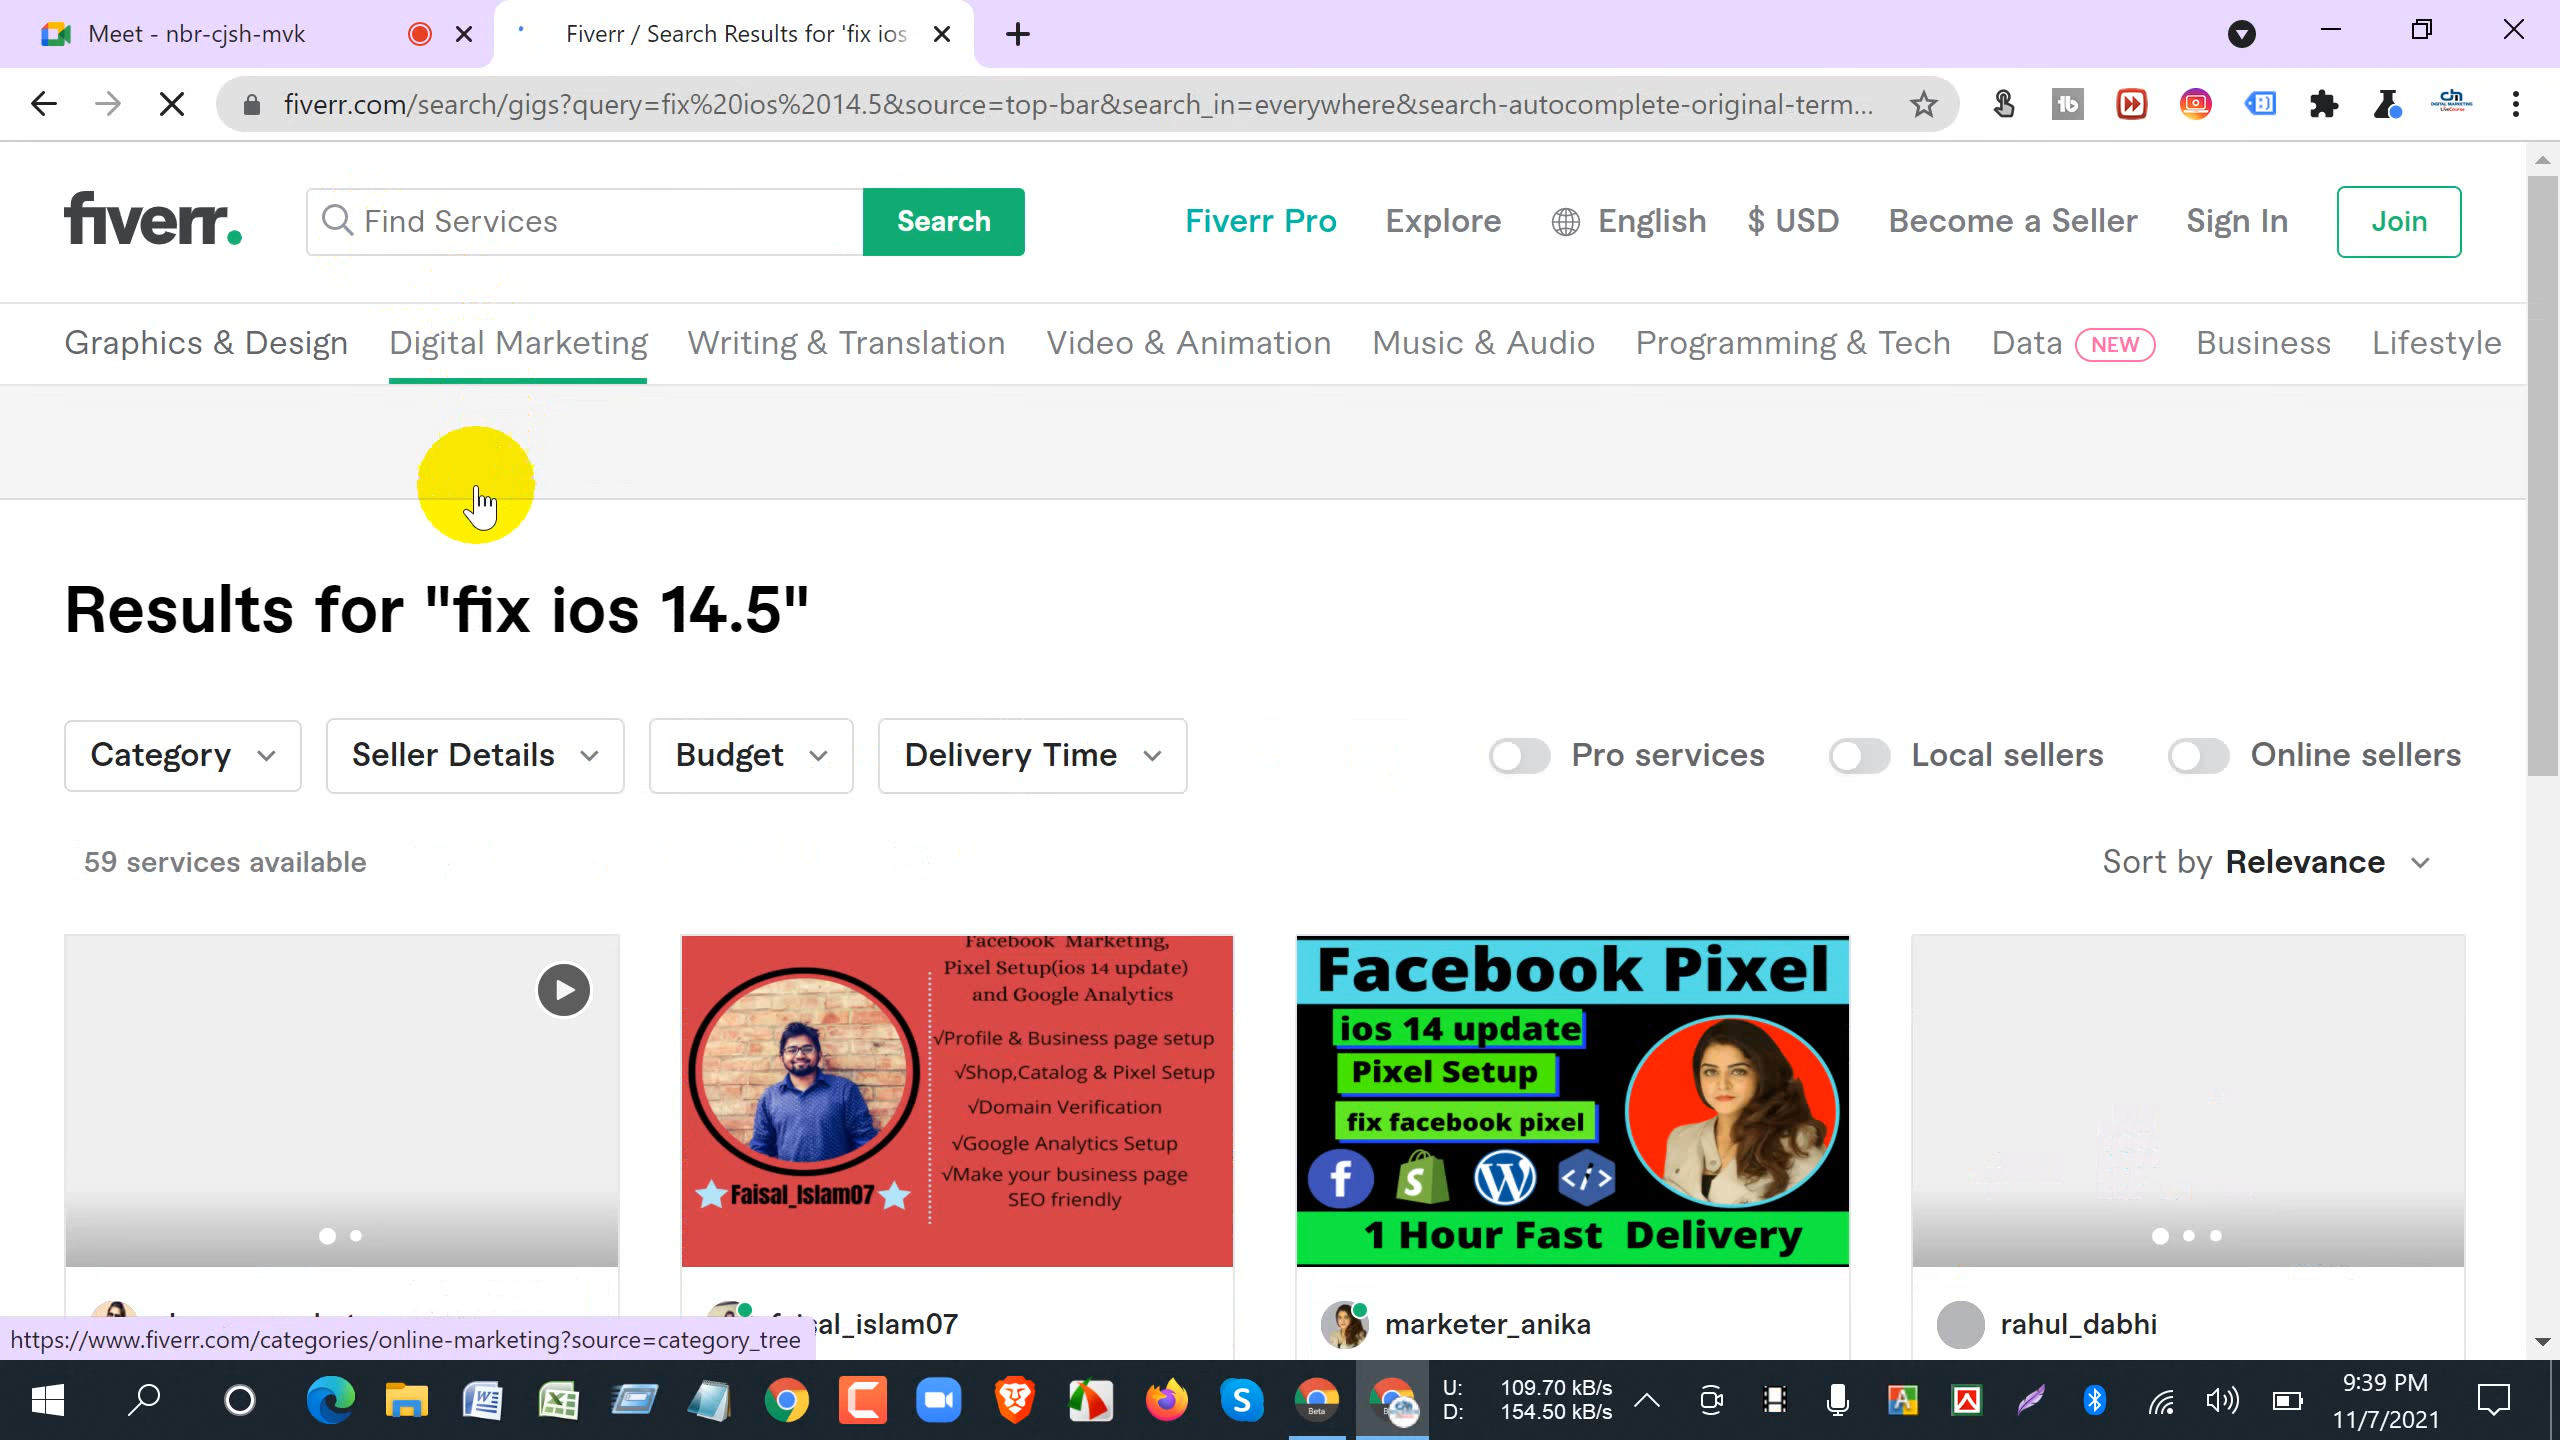 Meet - nbr-cjsh-mvk
Fiverr / Search Results for 'fix ios
fiverr.com/search/gigs?query=fix%20ios%2014.5&source=top-bar&search_in=everywhere&search-autocomplete-original-term...
fiverr.
Find Services
Search
Fiverr Pro
Explore
English
$ USD
Become a Seller
Sign In
Join
Graphics & Design
Digital Marketing
Writing & Translation
Video & Animation
Music & Audio
Programming & Tech
Data NEW
Business
Lifestyle
Results for "fix ios 14.5"
Category
Seller Details
Budget
Delivery Time
Pro services
Local sellers
Online sellers
59 services available
Sort by Relevance
Facebook Marketing,
Pixel Setup(ios 14 update)
and Google Analytics
√Profile & Business page setup
√Shop,Catalog & Pixel Setup
√Domain Verification
√Google Analytics Setup
√Make your business page
SEO friendly
Faisal_Islam07
Facebook Pixel
ios 14 update
Pixel Setup
fix facebook pixel
1 Hour Fast Delivery
sal_islam07
marketer_anika
rahul_dabhi
https://www.fiverr.com/categories/online-marketing?source=category_tree
U: 109.70 kB/s
D: 154.50 kB/s
9:39 PM
11/7/2021